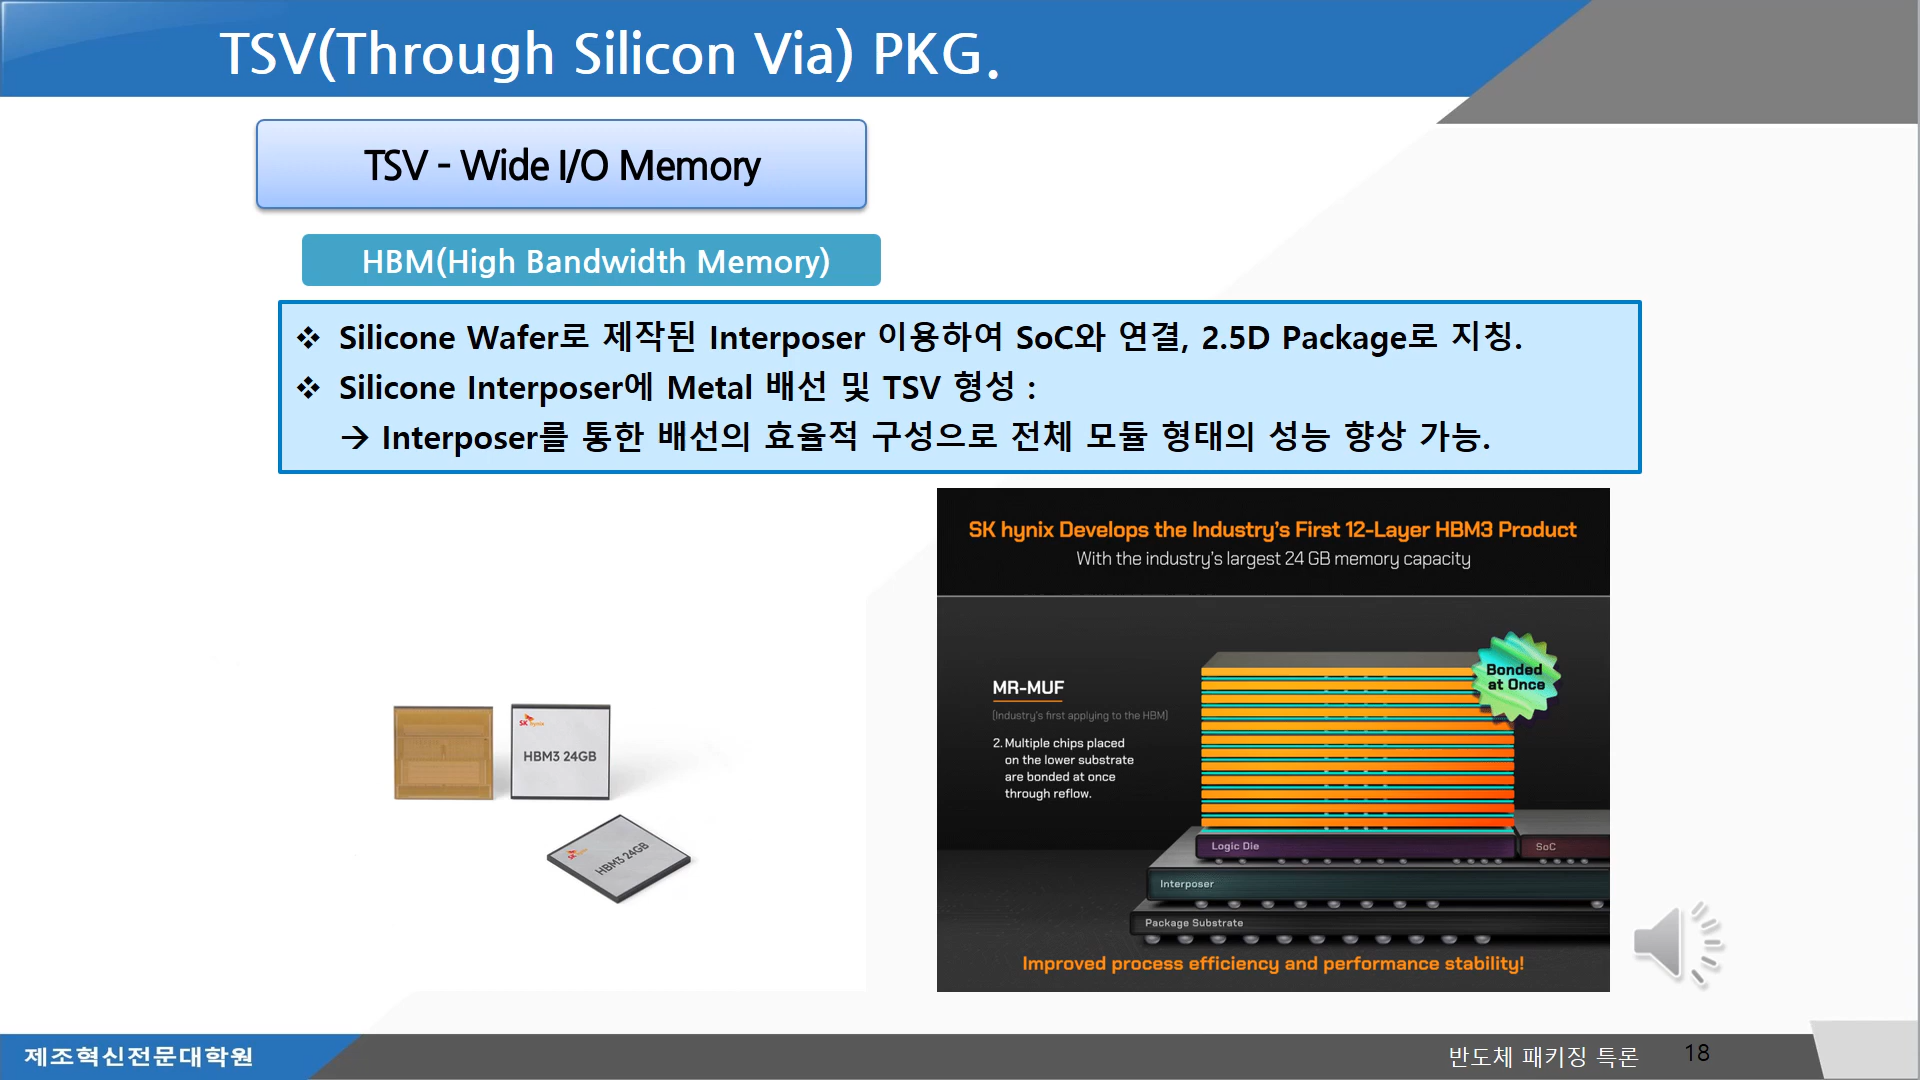 TSV(Through Silicon Via) PKG.
TSV - Wide I/O Memory
HBM(High Bandwidth Memory)
❖ Silicone Wafer로 제작된 Interposer 이용하여 SoC와 연결, 2.5D Package로 지칭.
❖ Silicone Interposer에 Metal 배선 및 TSV 형성 :
→ Interposer를 통한 배선의 효율적 구성으로 전체 모듈 형태의 성능 향상 가능.
SK hynix
HBM3 24GB
SK hynix
HBM3 24GB
SK hynix Develops the Industry's First 12-Layer HBM3 Product
With the industry's largest 24 GB memory capacity
Bonded
at Once
MR-MUF
(Industry's first applying to the HBM)
2. Multiple chips placed
on the lower substrate
are bonded at once
through reflow.
Logic Die
SoC
Interposer
Package Substrate
Improved process efficiency and performance stability!
제조혁신전문대학원
반도체 패키징 특론
18